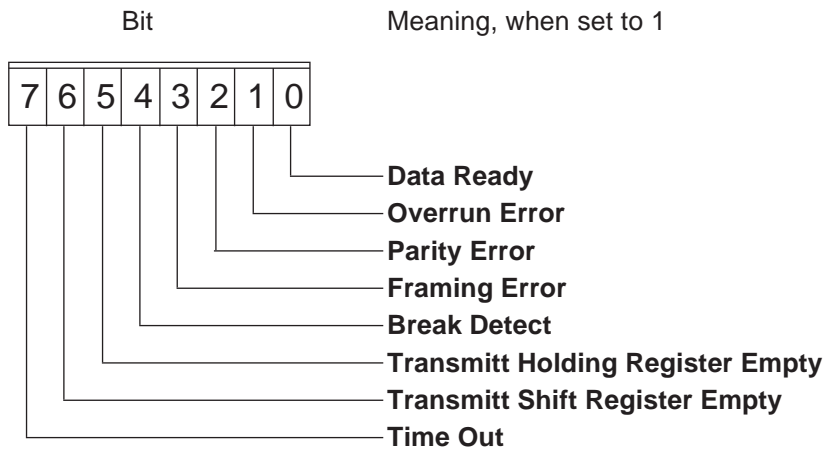 Bit Meaning, when set to 1
7 6 5 4 3 2 1 0
Data Ready
Overrun Error
Parity Error
Framing Error
Break Detect
Transmitt Holding Register Empty
Transmitt Shift Register Empty
Time Out